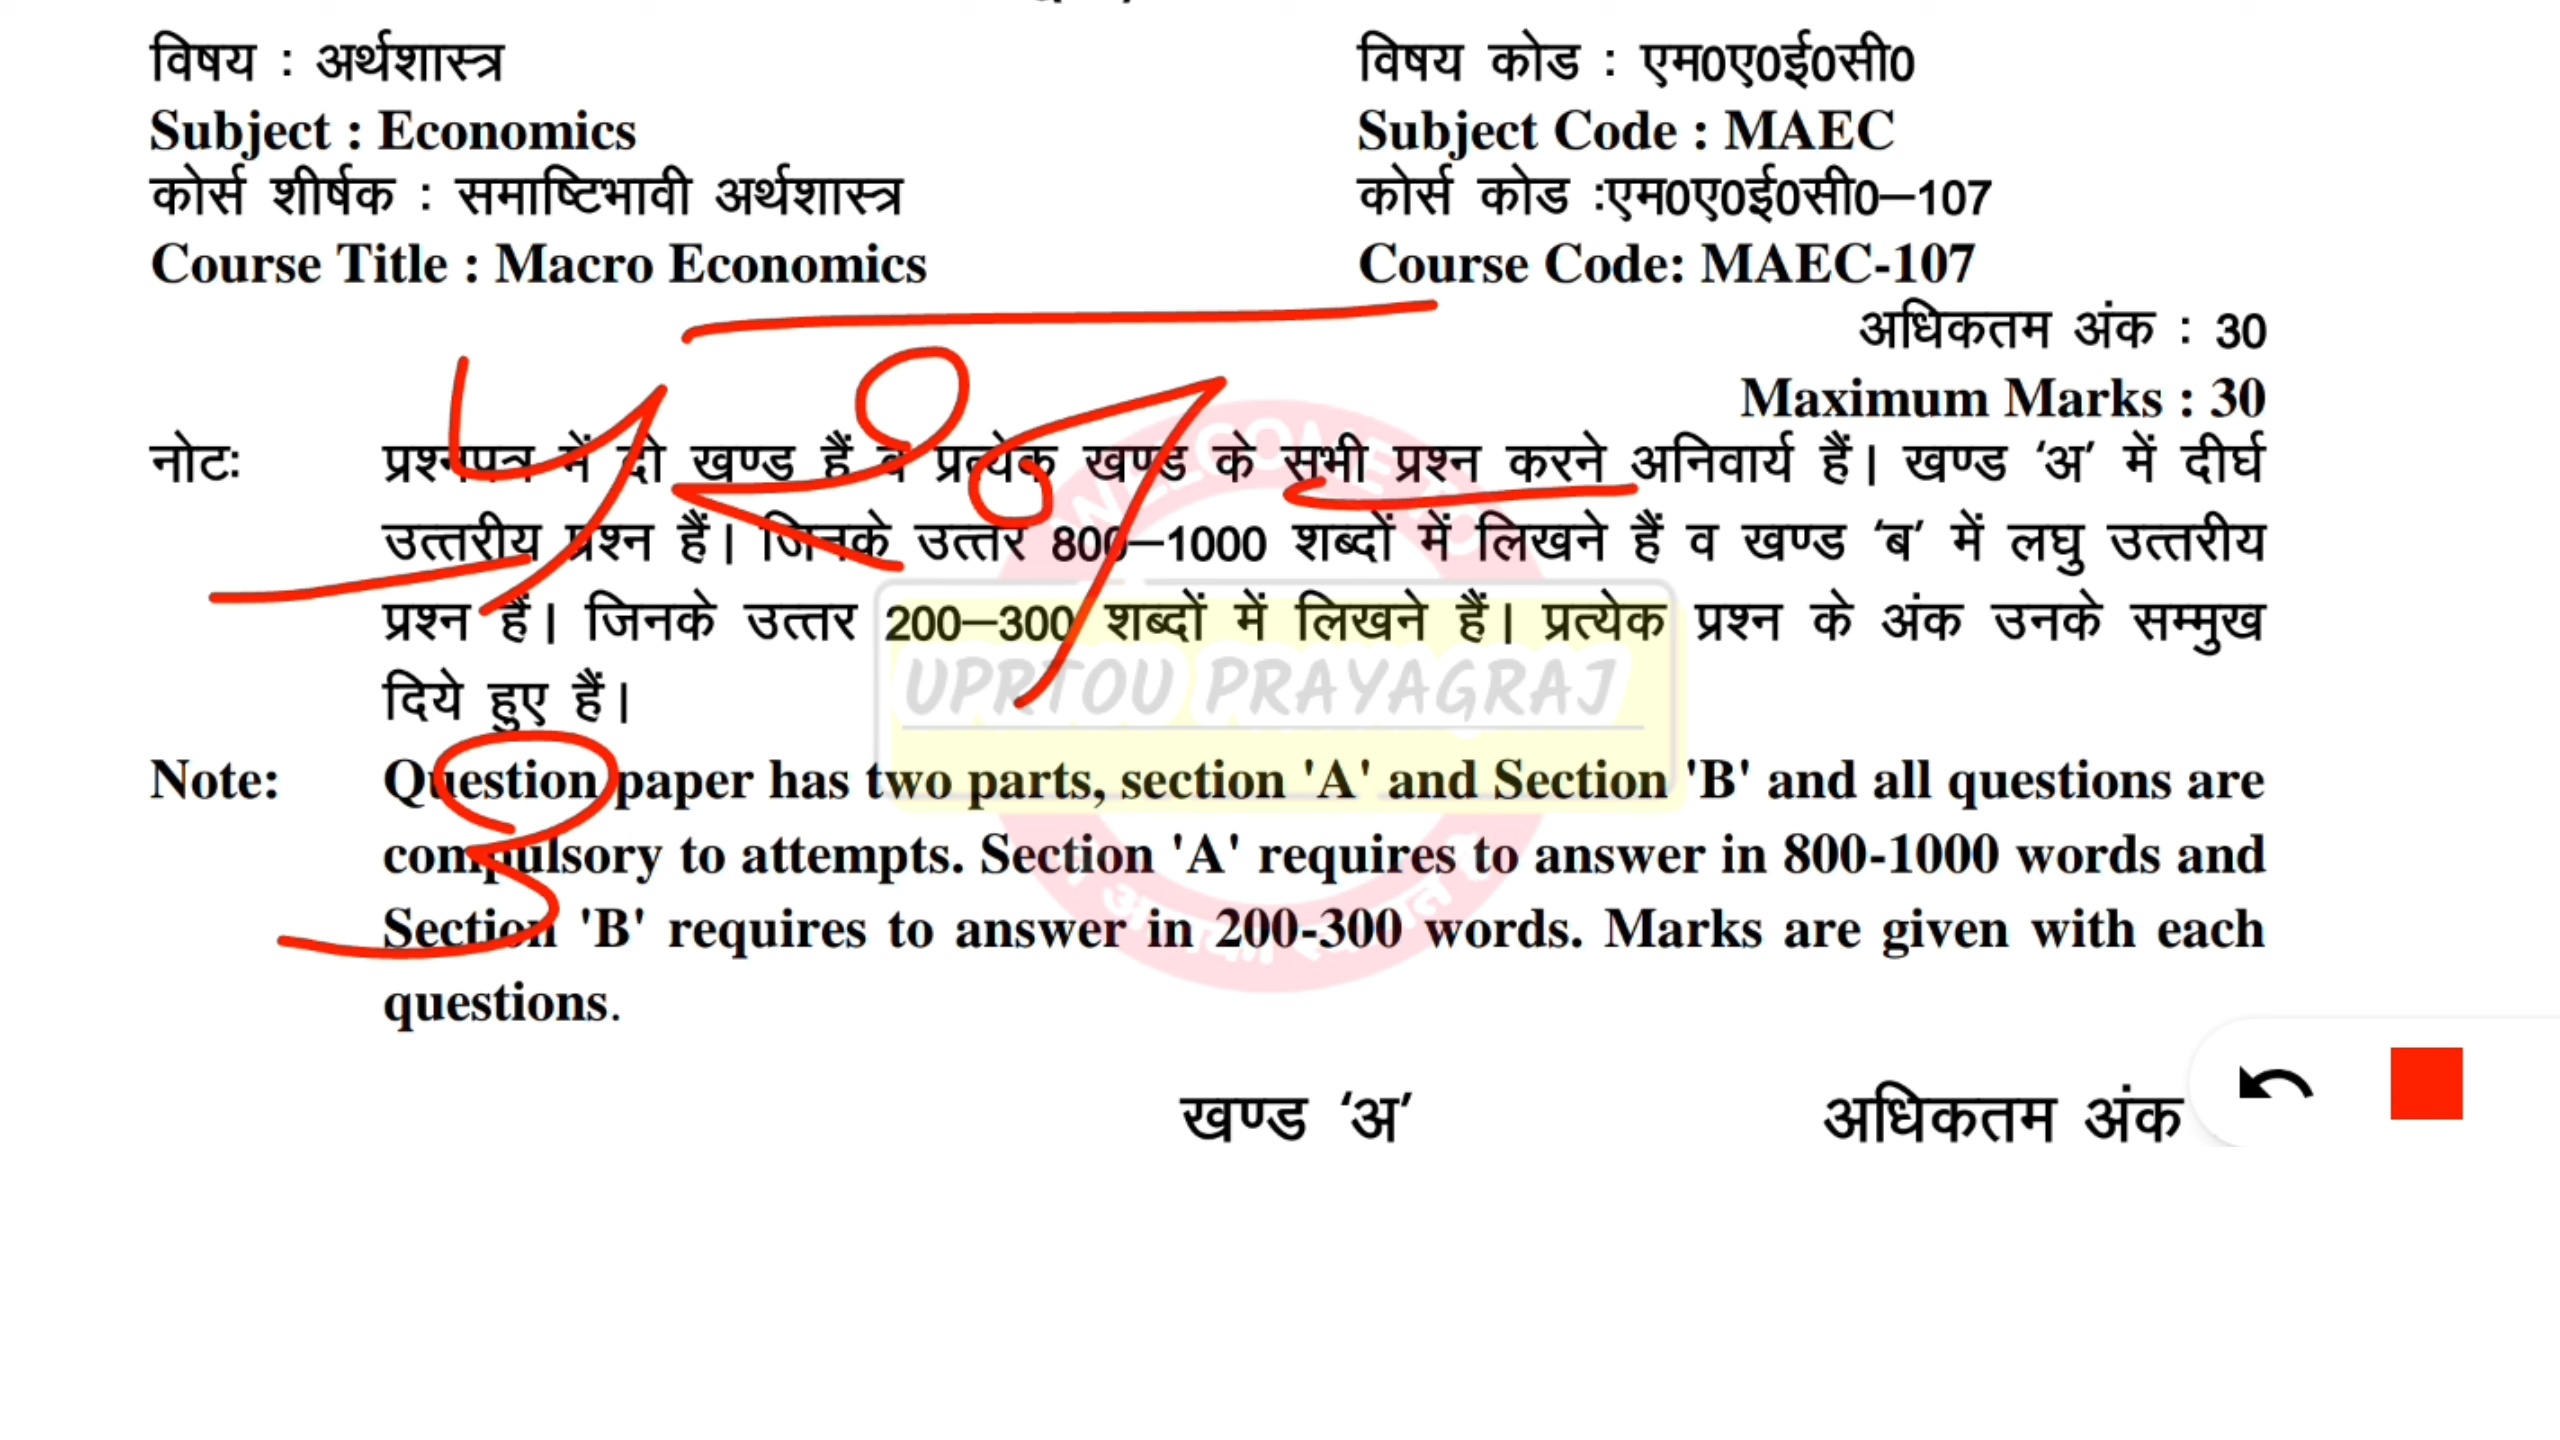 विषय : अर्थशास्त्र विषय कोड : एम0ए0ई0सी0
Subject : Economics Subject Code : MAEC
कोर्स शीर्षक : समाष्टिभावी अर्थशास्त्र कोर्स कोड :एम0ए0ई0सी0–107
Course Title : Macro Economics Course Code: MAEC-107
अधिकतम अंक : 30
Maximum Marks : 30
नोटः प्रश्नपत्र में दो खण्ड हैं व प्रत्येक खण्ड के सभी प्रश्न करने अनिवार्य हैं। खण्ड ‘अ’ में दीर्घ
उत्तरीय प्रश्न हैं। जिनके उत्तर 800–1000 शब्दों में लिखने हैं व खण्ड ‘ब’ में लघु उत्तरीय
प्रश्न हैं। जिनके उत्तर 200–300 शब्दों में लिखने हैं। प्रत्येक प्रश्न के अंक उनके सम्मुख
दिये हुए हैं।
UPRTOU PRAYAGRAJ
Note: Question paper has two parts, section 'A' and Section 'B' and all questions are
compulsory to attempts. Section 'A' requires to answer in 800-1000 words and
Section 'B' requires to answer in 200-300 words. Marks are given with each
questions.
खण्ड ‘अ’ अधिकतम अंक